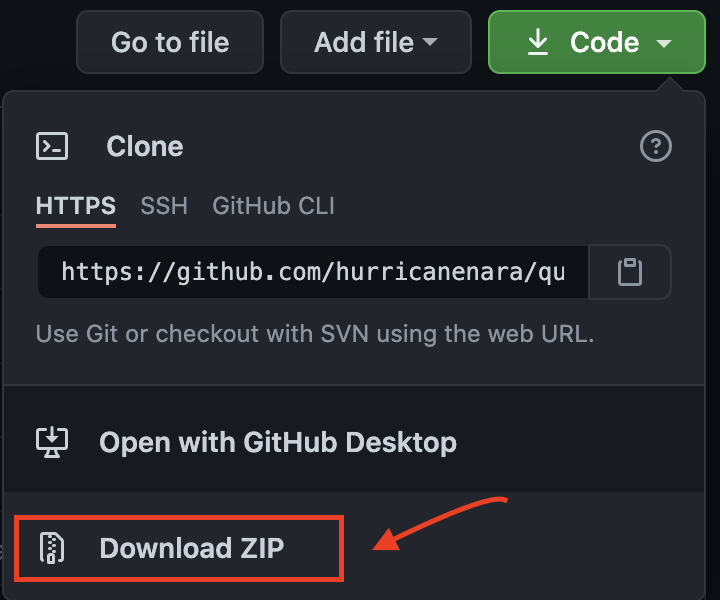 Go to file Add file Code
Clone
HTTPS SSH GitHub CLI
https://github.com/hurricanenara/qu
Use Git or checkout with SVN using the web URL.
Open with GitHub Desktop
Download ZIP